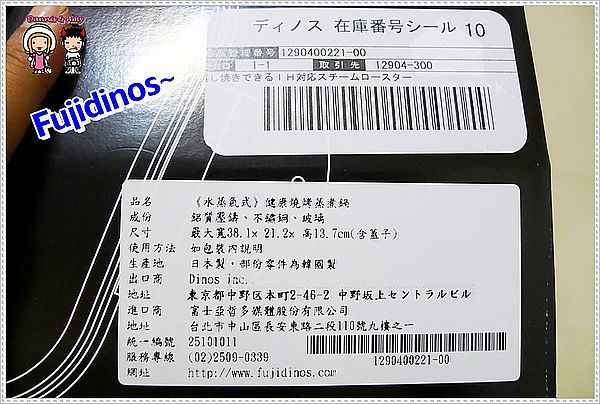 Dannis & Amy
Fujidinos~
ディノス 在庫番号シール 10
管理番号 1290400221-00
1-1 取引先 12904-300
し焼きできるIH対応スチームロースター
品名 《水蒸氣式》健康燒烤蒸煮鍋
成份 鋁質壓鑄、不鏽鋼、玻璃
尺寸 最大寬38.1× 21.2× 高13.7cm(含蓋子)
使用方法 如包裝內說明
生產地 日本製，部份零件為韓國製
出口商 Dinos inc.
地址 東京都中野区本町2-46-2 中野坂上セントラルビル
進口商 富士亞哲多媒體股份有限公司
地址 台北市中山區長安東路二段110號九樓之一
統一編號 25101011
服務專線 (02)2509-0339
1290400221-00
網址 http://www.fujidinos.com